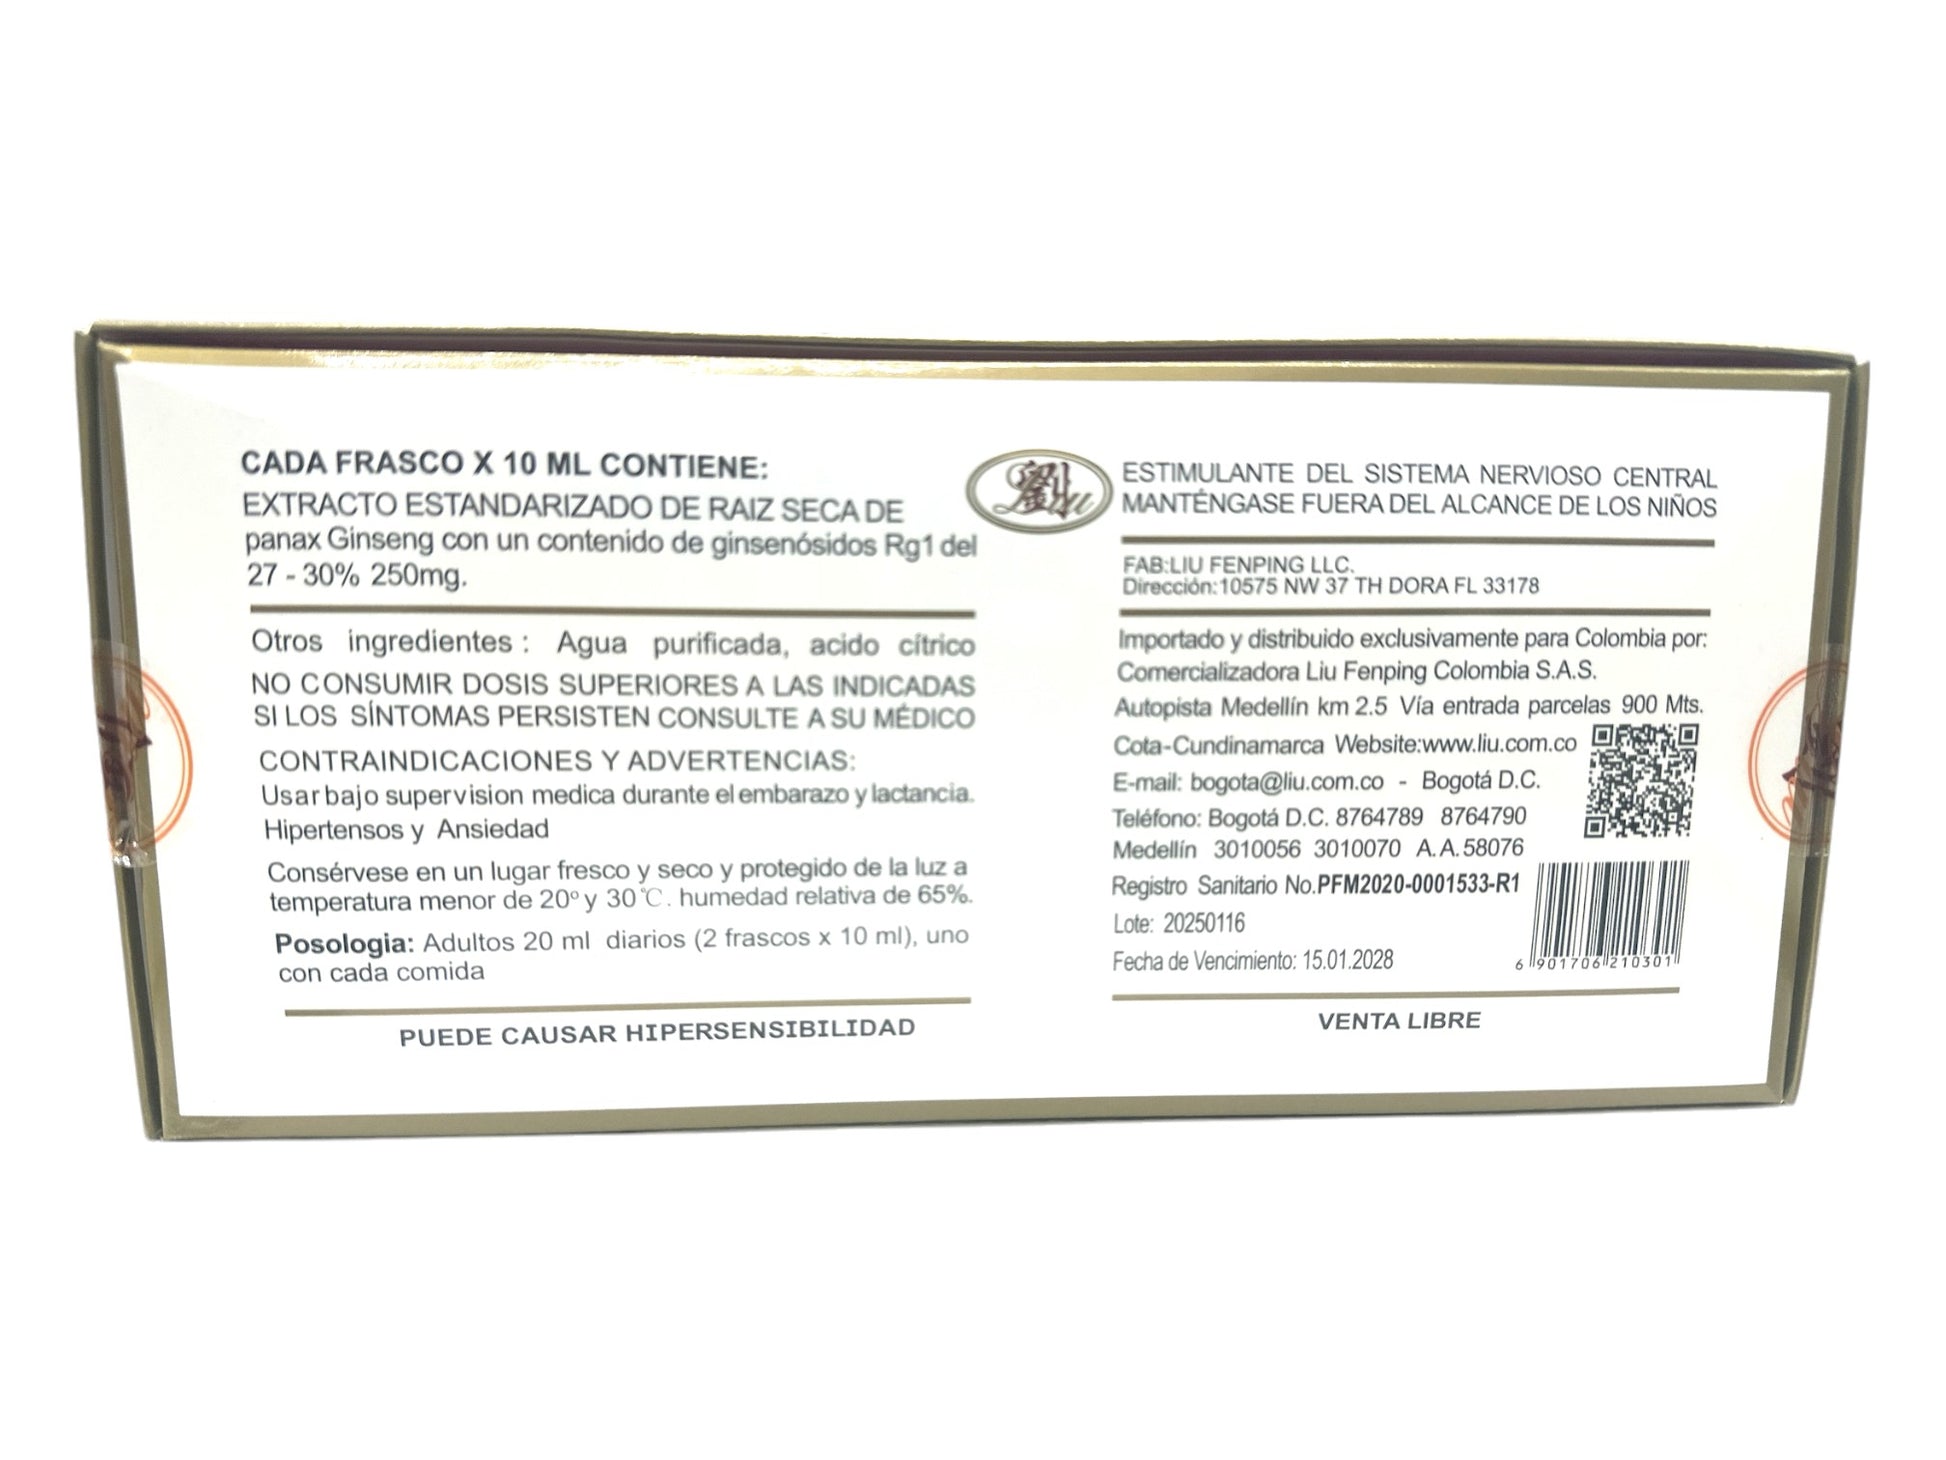 CADA FRASCO X 10 ML CONTIENE:
EXTRACTO ESTANDARIZADO DE RAIZ SECA DE
panax Ginseng con un contenido de ginsenósidos Rg1 del
27 - 30% 250mg.
Otros ingredientes : Agua purificada, acido cítrico
NO CONSUMIR DOSIS SUPERIORES A LAS INDICADAS
SI LOS SÍNTOMAS PERSISTEN CONSULTE A SU MÉDICO
CONTRAINDICACIONES Y ADVERTENCIAS:
Usar bajo supervision medica durante el embarazo y lactancia.
Hipertensos y Ansiedad
Consérvese en un lugar fresco y seco y protegido de la luz a
temperatura menor de 20º y 30℃. humedad relativa de 65%.
Posologia: Adultos 20 ml diarios (2 frascos x 10 ml), uno
con cada comida
PUEDE CAUSAR HIPERSENSIBILIDAD
劉 Liu
ESTIMULANTE DEL SISTEMA NERVIOSO CENTRAL
MANTÉNGASE FUERA DEL ALCANCE DE LOS NIÑOS
FAB:LIU FENPING LLC.
Dirección:10575 NW 37 TH DORA FL 33178
Importado y distribuido exclusivamente para Colombia por:
Comercializadora Liu Fenping Colombia S.A.S.
Autopista Medellín km 2.5 Vía entrada parcelas 900 Mts.
Cota-Cundinamarca Website:www.liu.com.co
E-mail: bogota@liu.com.co - Bogotá D.C.
Teléfono: Bogotá D.C. 8764789 8764790
Medellín 3010056 3010070 A.A.58076
Registro Sanitario No.PFM2020-0001533-R1
Lote: 20250116
Fecha de Vencimiento: 15.01.2028
6 901706 210301
VENTA LIBRE